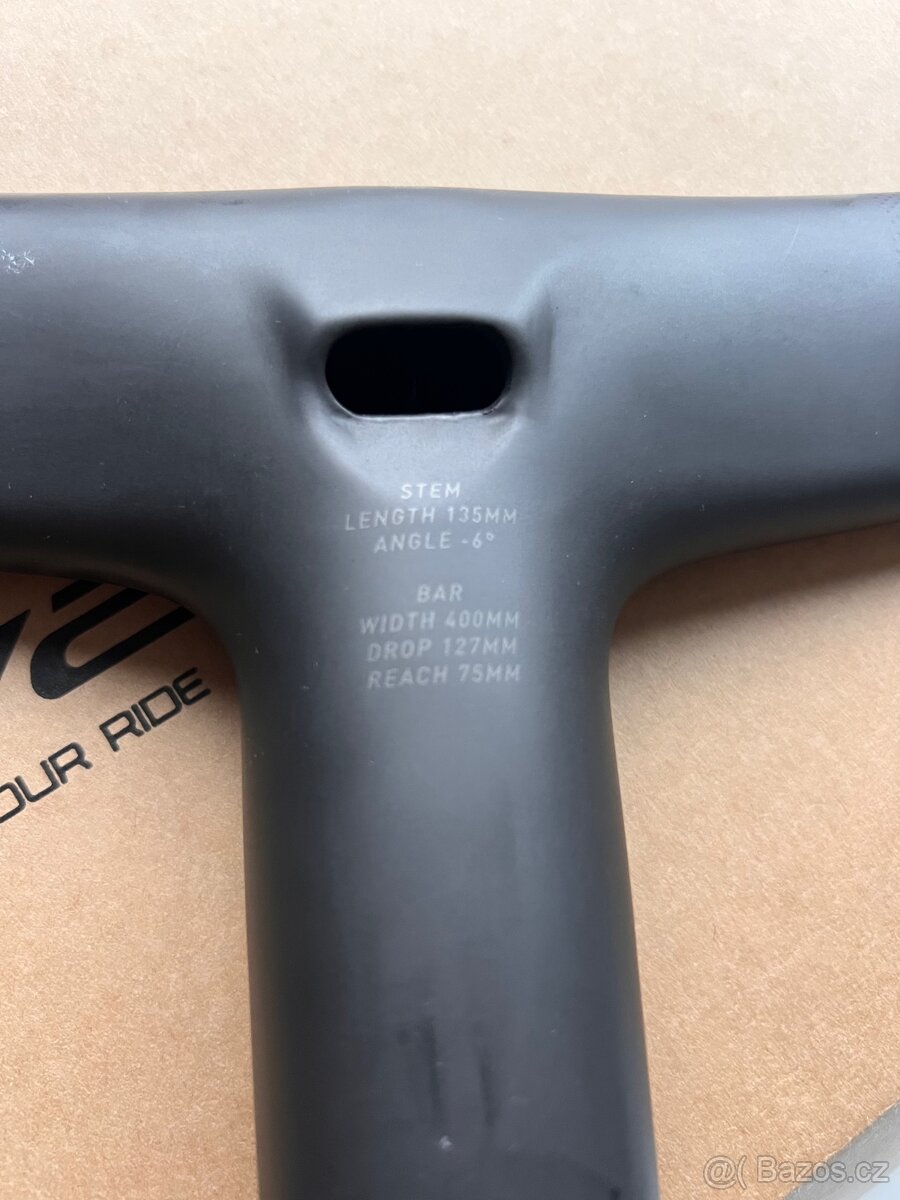 STEM
LENGTH 135MM
ANGLE -6°
BAR
WIDTH 400MM
DROP 127MM
REACH 75MM
OUR RIDE
@( Bazos.cz